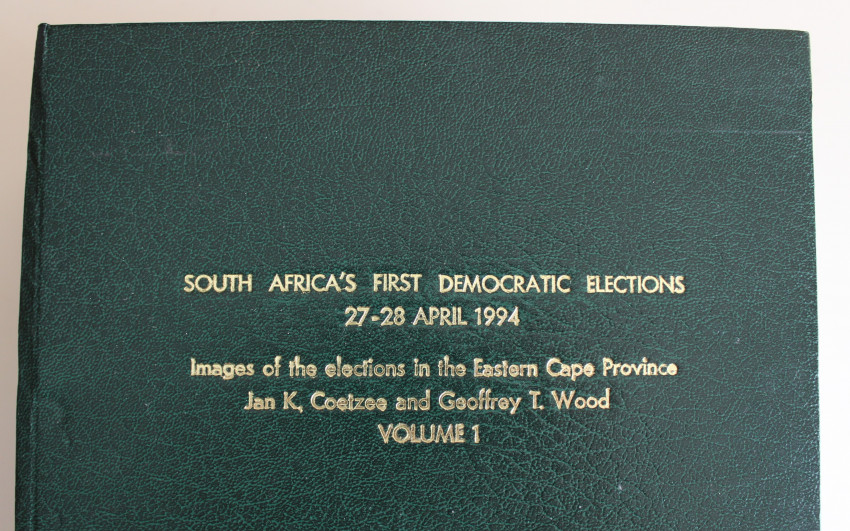 SOUTH AFRICA'S FIRST DEMOCRATIC ELECTIONS
27-28 APRIL 1994
Images of the elections in the Eastern Cape Province
Jan K, Coetzee and Geoffrey T. Wood
VOLUME 1